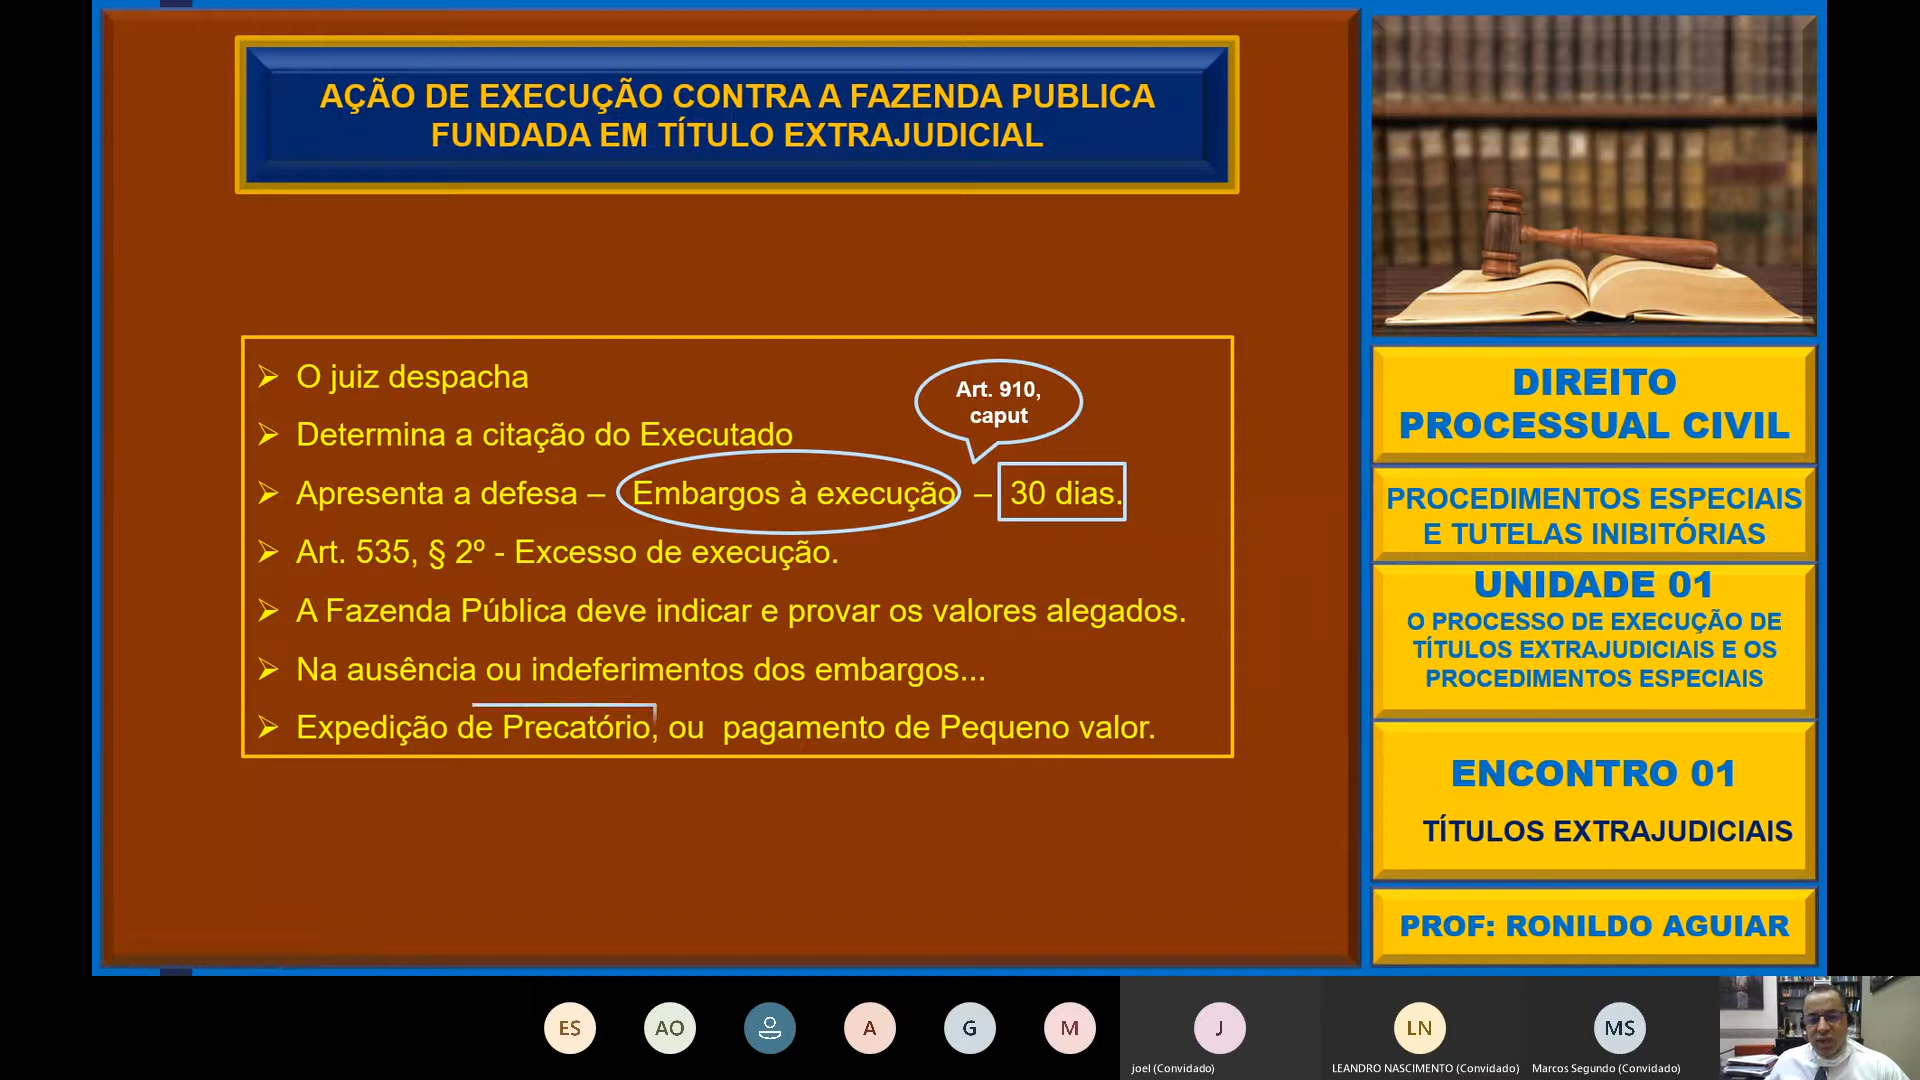 AÇÃO DE EXECUÇÃO CONTRA A FAZENDA PUBLICA
FUNDADA EM TÍTULO EXTRAJUDICIAL
➢ O juiz despacha
Art. 910,
caput
➢ Determina a citação do Executado
➢ Apresenta a defesa – Embargos à execução – 30 dias.
➢ Art. 535, § 2º - Excesso de execução.
➢ A Fazenda Pública deve indicar e provar os valores alegados.
➢ Na ausência ou indeferimentos dos embargos...
➢ Expedição de Precatório, ou pagamento de Pequeno valor.
DIREITO
PROCESSUAL CIVIL
PROCEDIMENTOS ESPECIAIS
E TUTELAS INIBITÓRIAS
UNIDADE 01
O PROCESSO DE EXECUÇÃO DE
TÍTULOS EXTRAJUDICIAIS E OS
PROCEDIMENTOS ESPECIAIS
ENCONTRO 01
TÍTULOS EXTRAJUDICIAIS
PROF: RONILDO AGUIAR
ES AO A G M J LN MS
joel (Convidado) LEANDRO NASCIMENTO (Convidado) Marcos Segundo (Convidado)